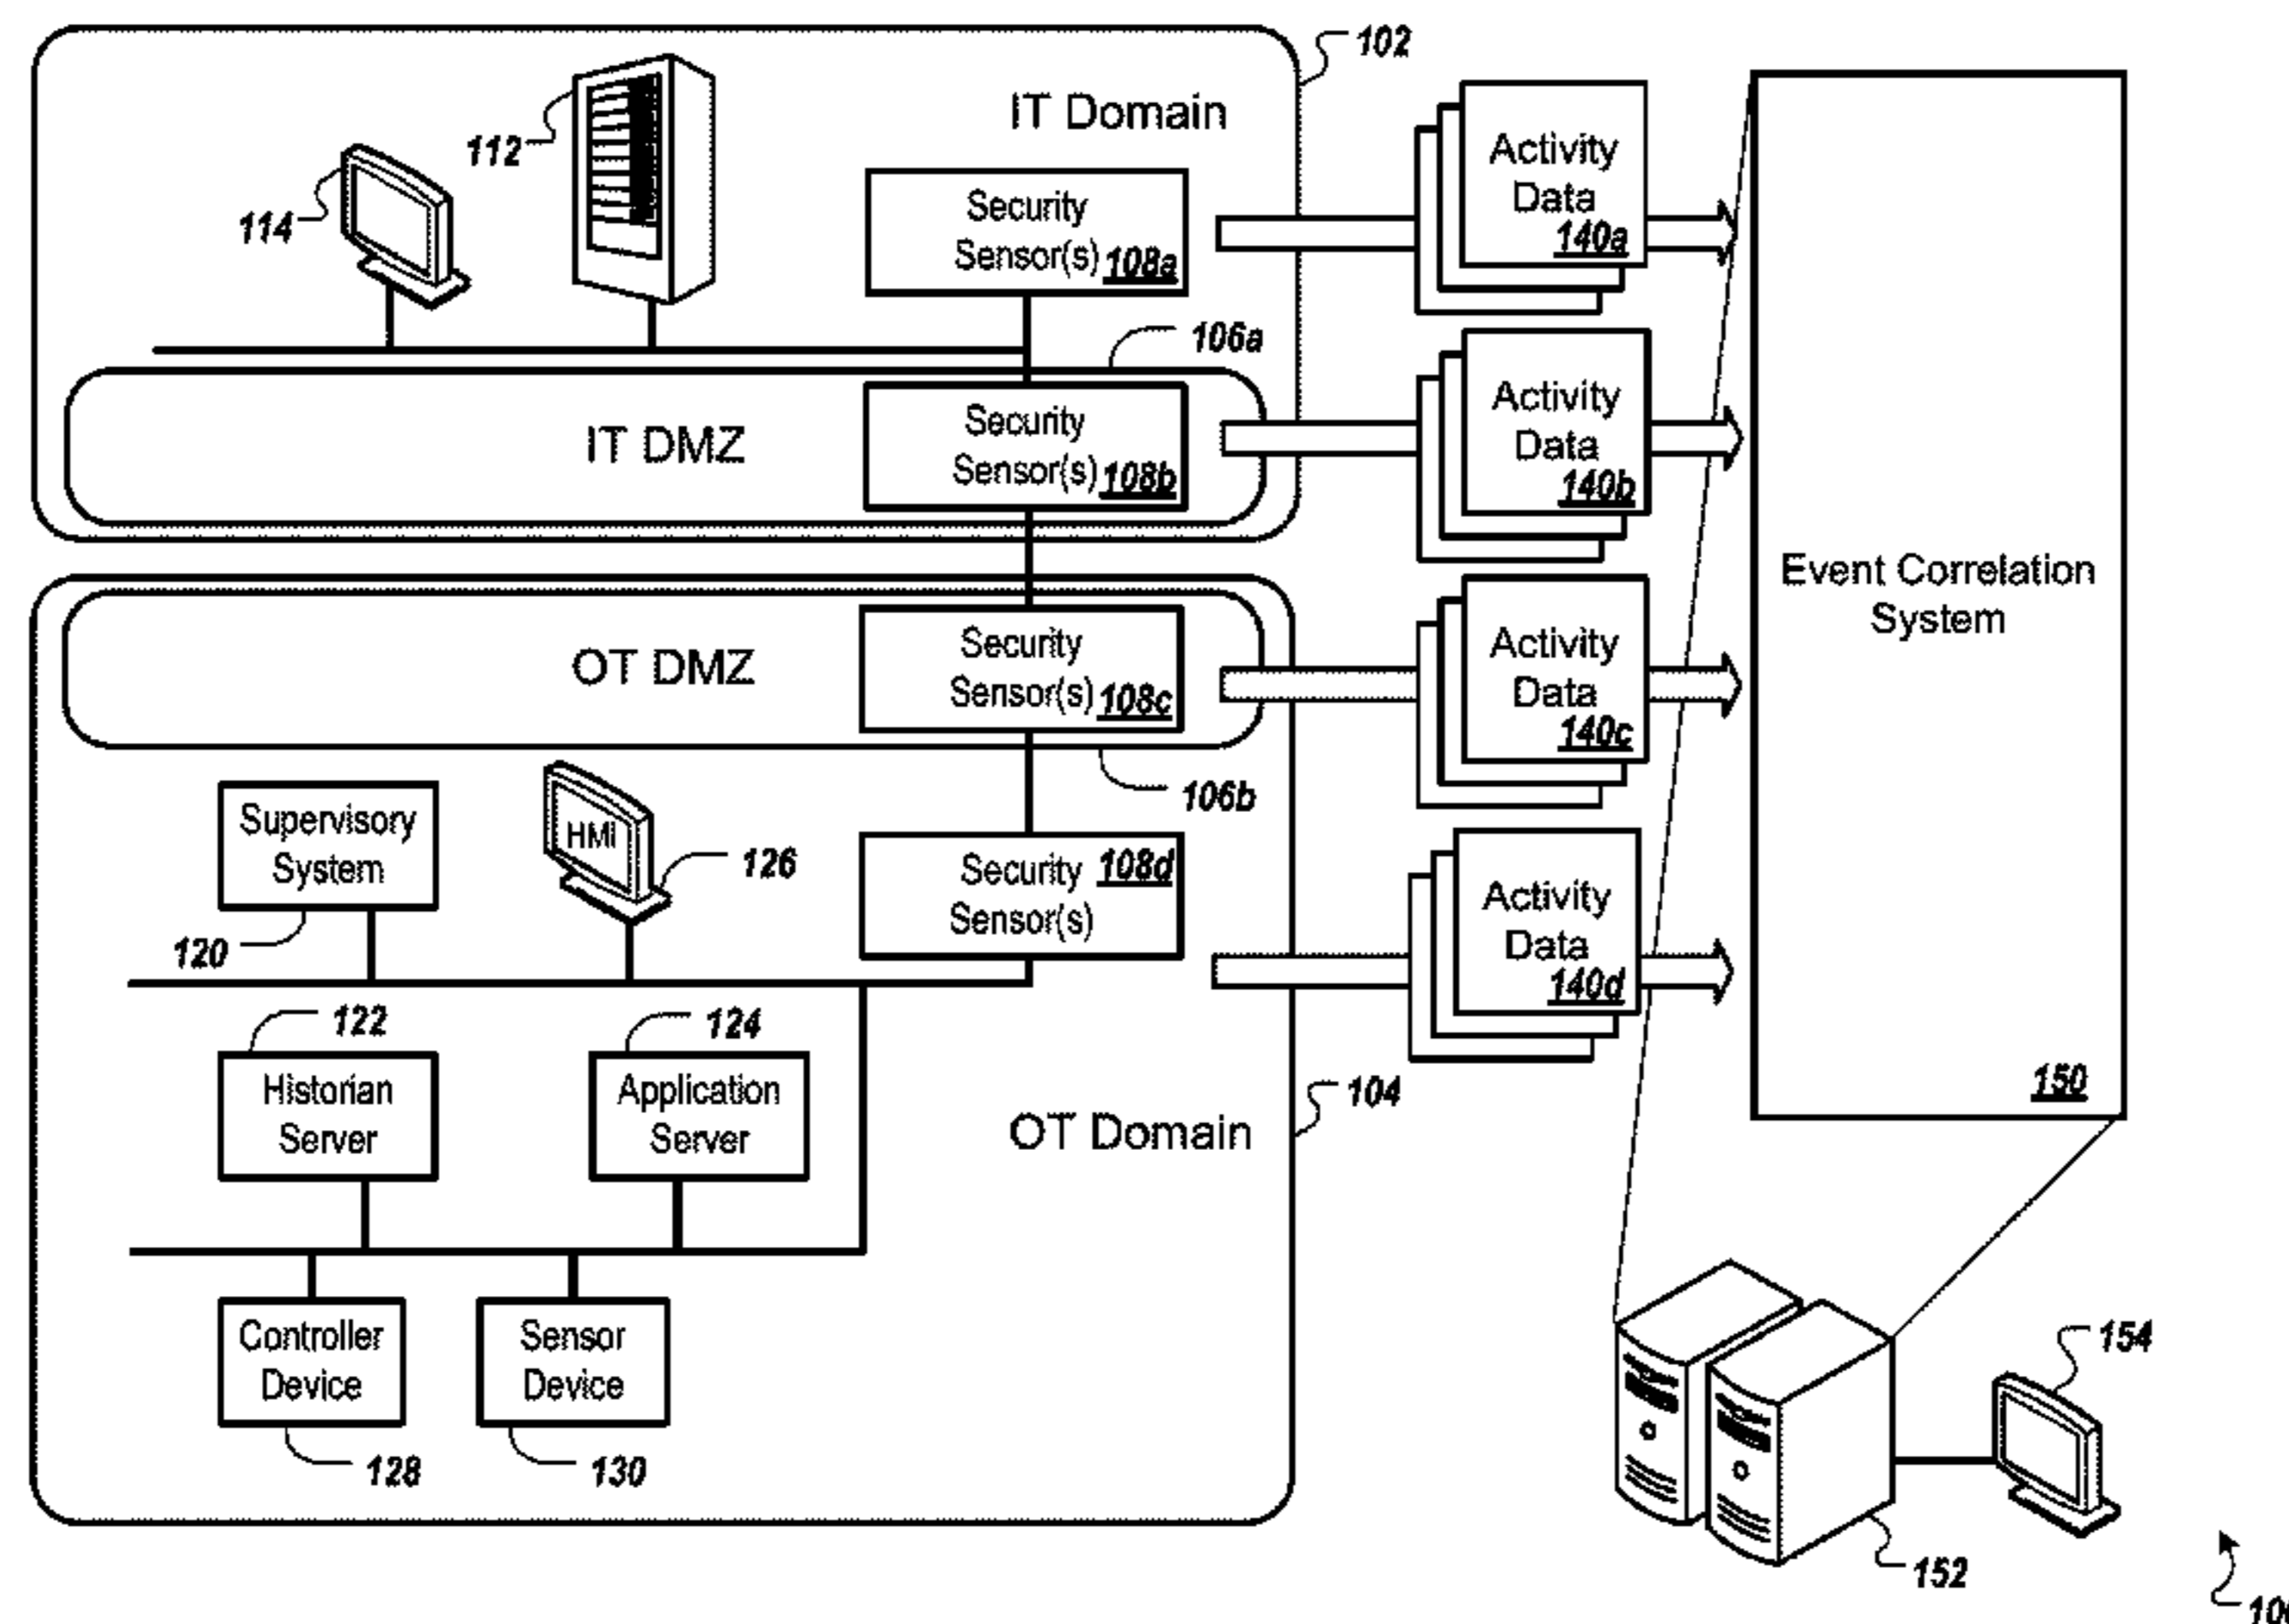 102
IT Domain
112
114
Security
Sensor(s) 108a
Activity
Data
140a
106a
IT DMZ
Security
Sensor(s) 108b
Activity
Data
140b
Event Correlation
System
150
OT DMZ
Security
Sensor(s) 108c
Activity
Data
140c
106b
Supervisory
System
120
HMI
126
Security 108d
Sensor(s)
Activity
Data
140d
122
124
Historian
Server
Application
Server
104
OT Domain
Controller
Device
128
Sensor
Device
130
154
152